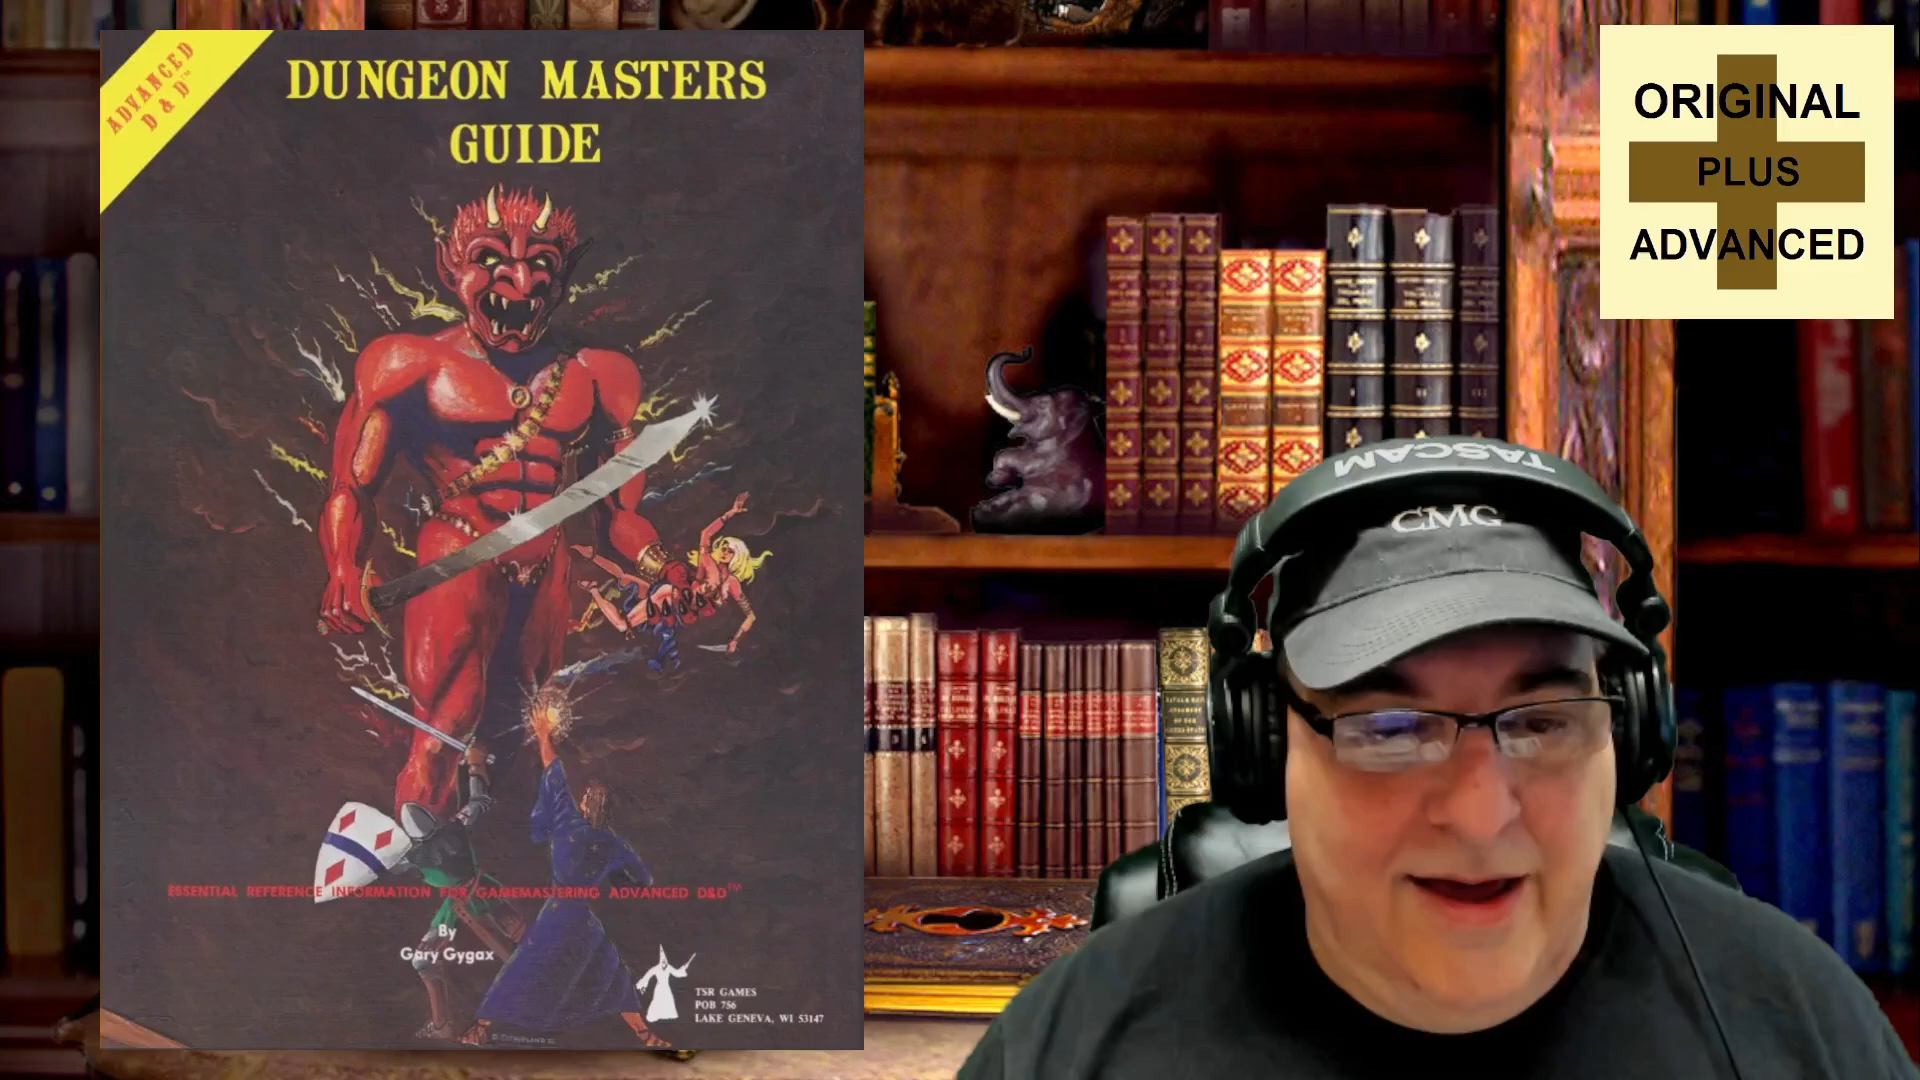 ADVANCED
D & D™
DUNGEON MASTERS
GUIDE
ESSENTIAL REFERENCE INFORMATION FOR GAMEMASTERING ADVANCED D&D™
By
Gary Gygax
TSR GAMES
POB 756
LAKE GENEVA, WI 53147
ORIGINAL
PLUS
ADVANCED
TASCAM
CMG